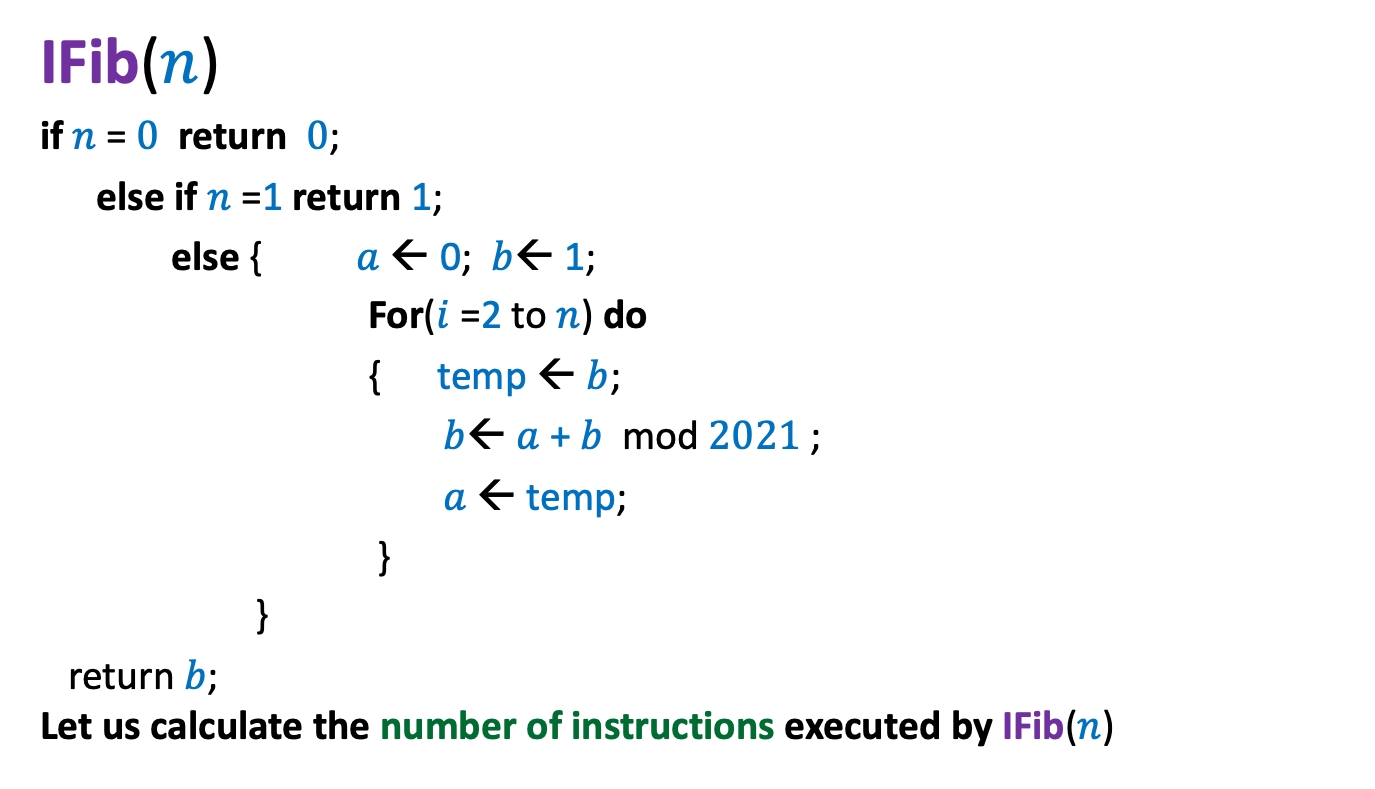 IFib(n)
if n = 0 return 0;
else if n =1 return 1;
else { a ← 0; b← 1;
For(i =2 to n) do
{ temp ← b;
b← a + b mod 2021 ;
a ← temp;
}
}
return b;
Let us calculate the number of instructions executed by IFib(n)